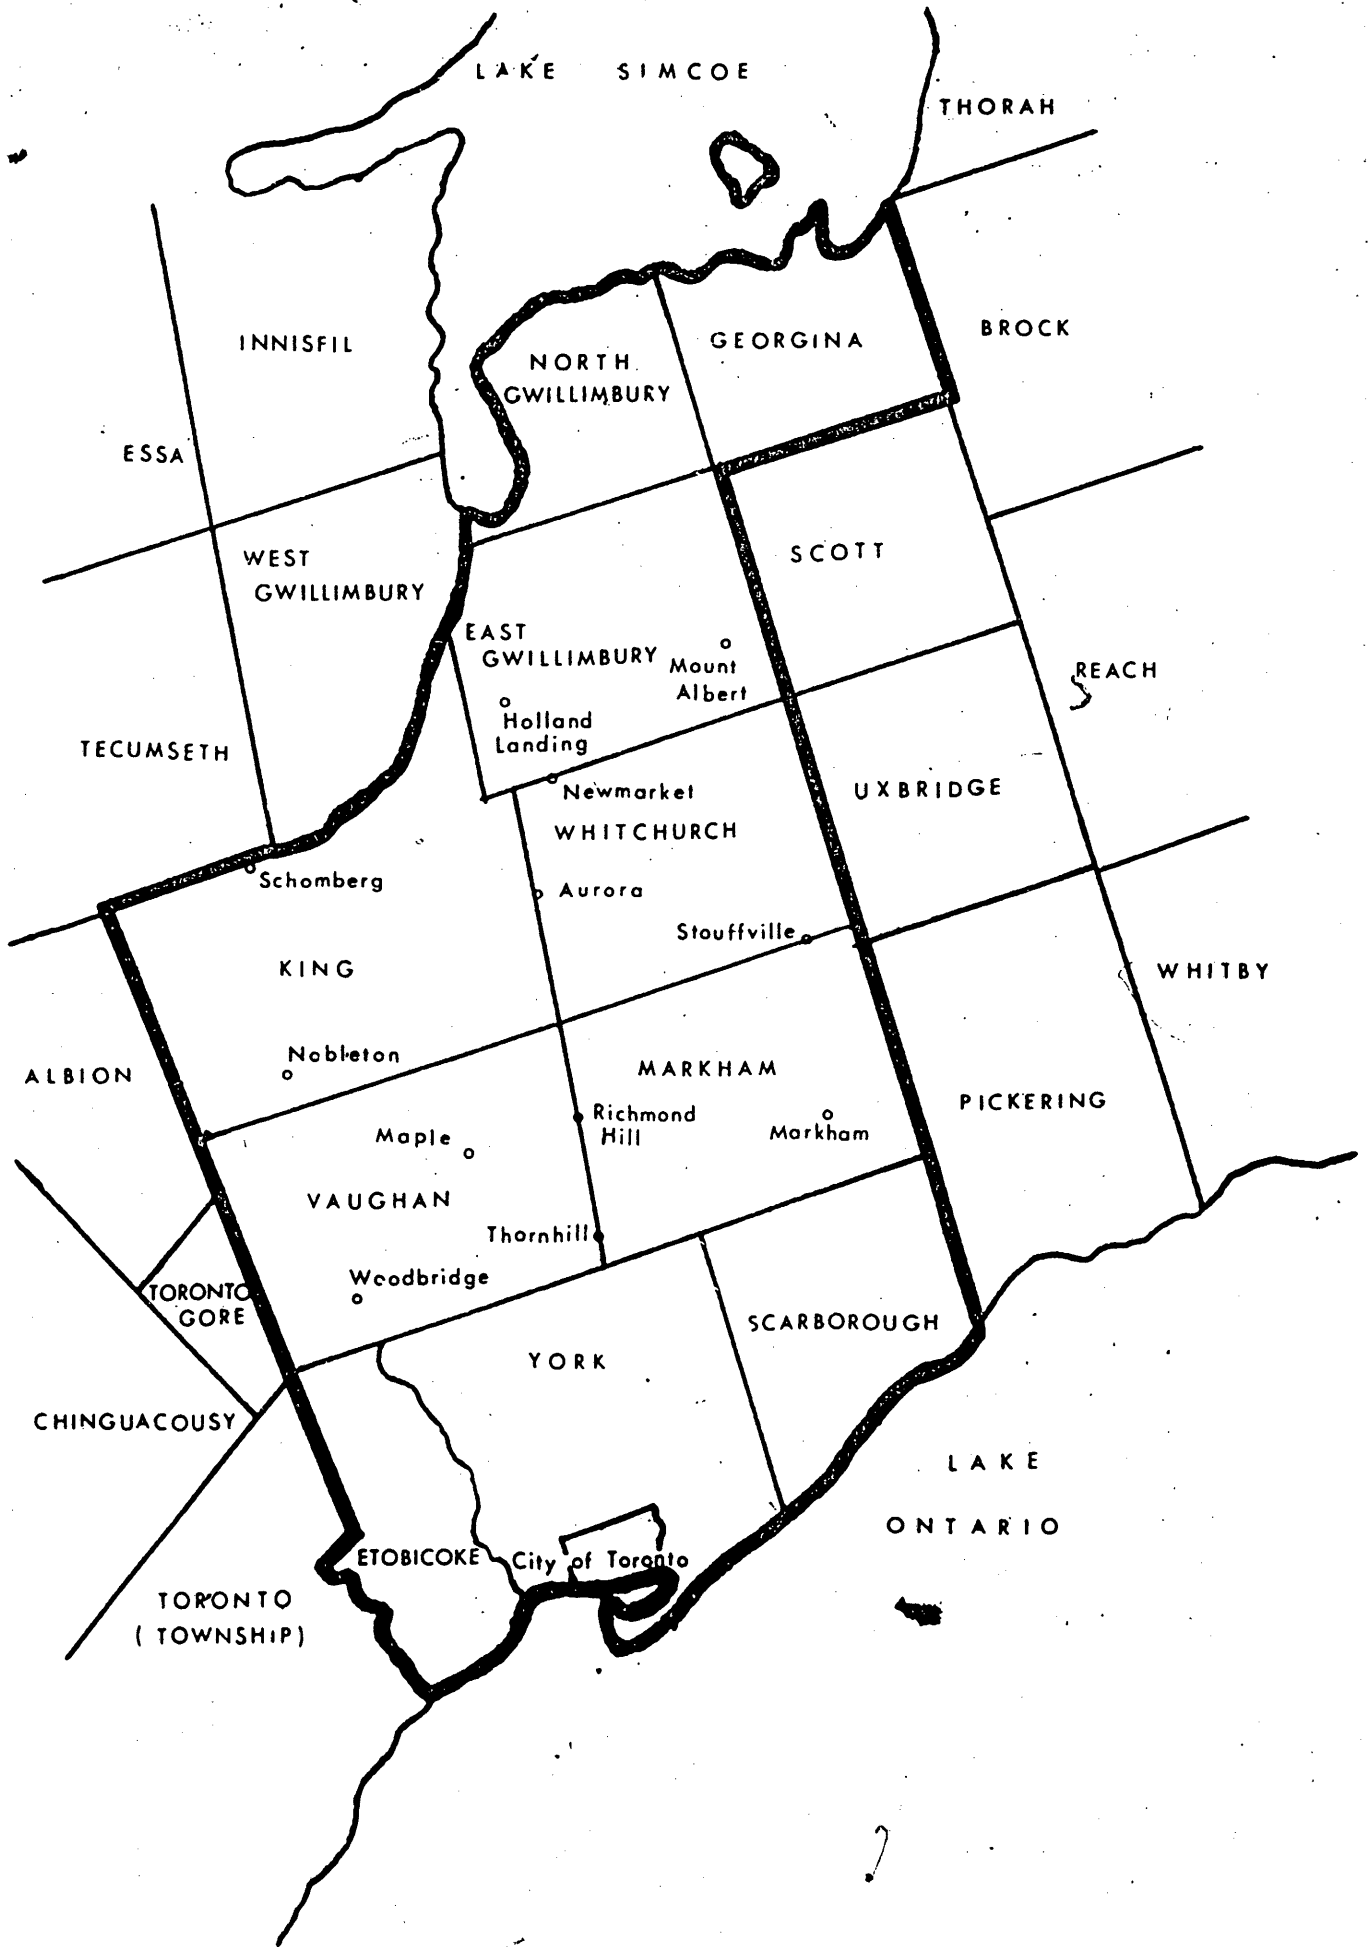 LAKE SIMCOE
THORAH
BROCK
INNISFIL
GEORGINA
NORTH
GWILLIMBURY
ESSA
WEST
GWILLIMBURY
SCOTT
EAST
GWILLIMBURY
Mount
Albert
REACH
Holland
Landing
TECUMSETH
Newmarket
UXBRIDGE
WHITCHURCH
Schomberg
Aurora
Stouffville
KING
WHITBY
Nobleton
ALBION
MARKHAM
PICKERING
Richmond
Hill
Markham
Maple
VAUGHAN
Thornhill
Woodbridge
TORONTO
GORE
SCARBOROUGH
YORK
CHINGUACOUSY
LAKE
ONTARIO
ETOBICOKE
City of Toronto
TORONTO
( TOWNSHIP)